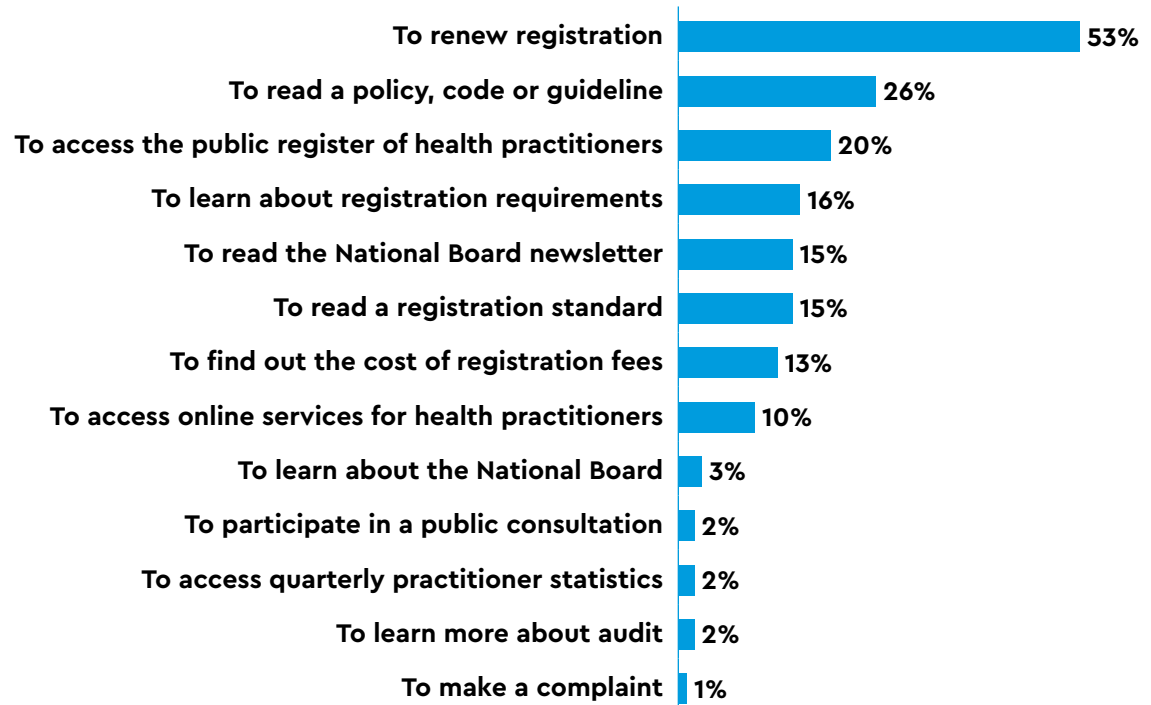 To renew registration 53%
To read a policy, code or guideline 26%
To access the public register of health practitioners 20%
To learn about registration requirements 16%
To read the National Board newsletter 15%
To read a registration standard 15%
To find out the cost of registration fees 13%
To access online services for health practitioners 10%
To learn about the National Board 3%
To participate in a public consultation 2%
To access quarterly practitioner statistics 2%
To learn more about audit 2%
To make a complaint 1%